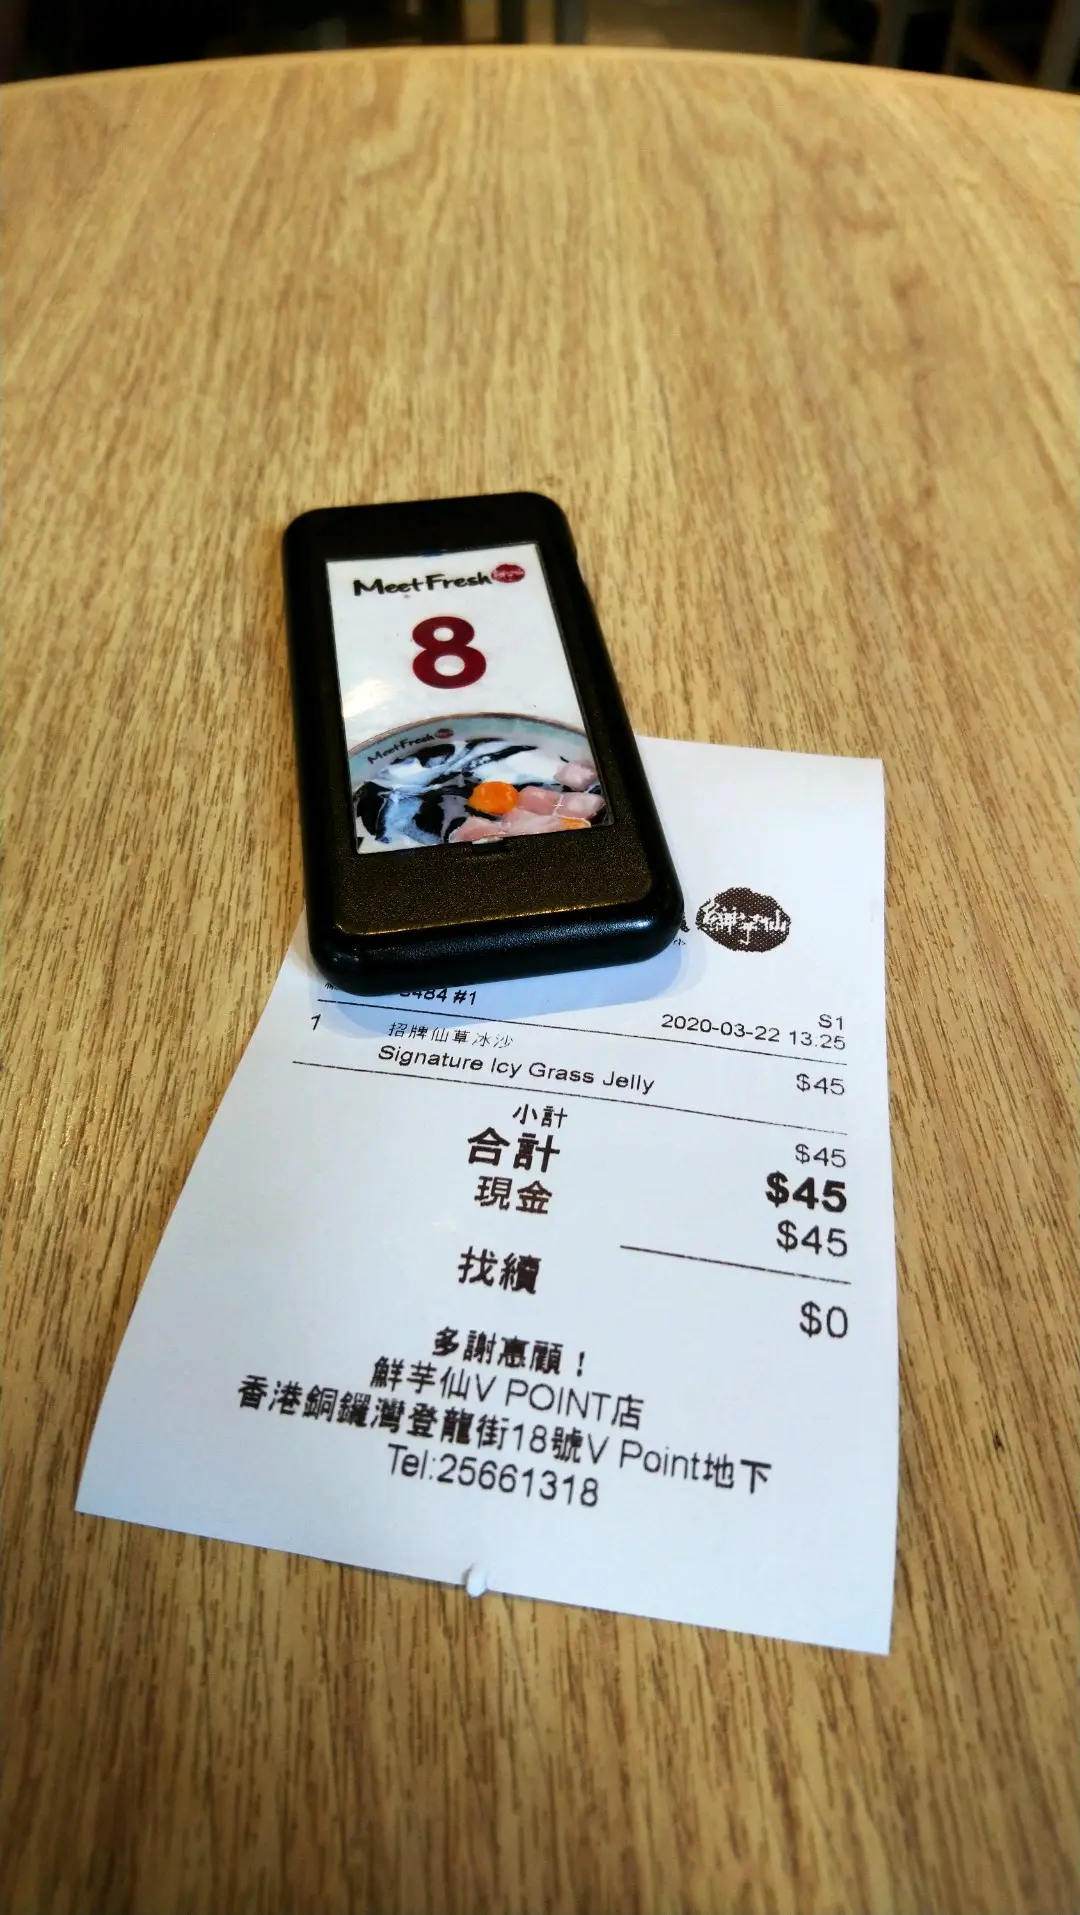 MeetFresh
8
MeetFresh
鮮芋仙
#1
S1
2020-03-22 13.25
1 招牌仙草冰沙
Signature Icy Grass Jelly $45
小計 $45
合計 $45
現金 $45
找續 $0
多謝惠顧！
鮮芋仙V POINT店
香港銅鑼灣登龍街18號V Point地下
Tel:25661318